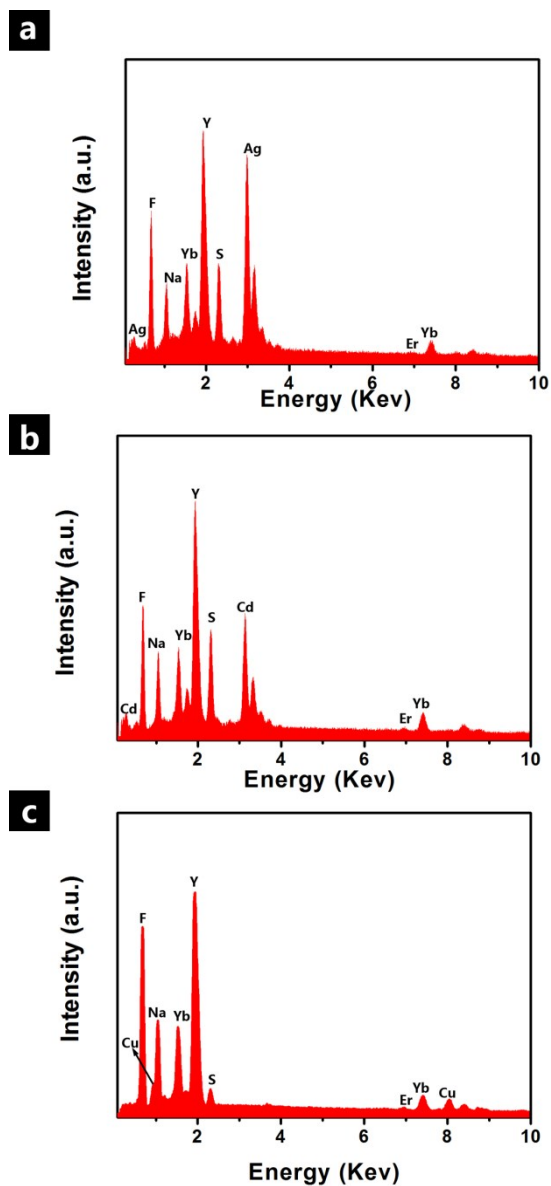 a
Intensity (a.u.)
Ag
F
Na
Yb
Y
S
Ag
Er
Yb
2
4
6
8
10
Energy (Kev)
b
Intensity (a.u.)
Cd
F
Na
Yb
Y
S
Cd
Er
Yb
2
4
6
8
10
Energy (Kev)
c
Intensity (a.u.)
Cu
F
Na
Yb
Y
S
Er
Yb
Cu
2
4
6
8
10
Energy (Kev)